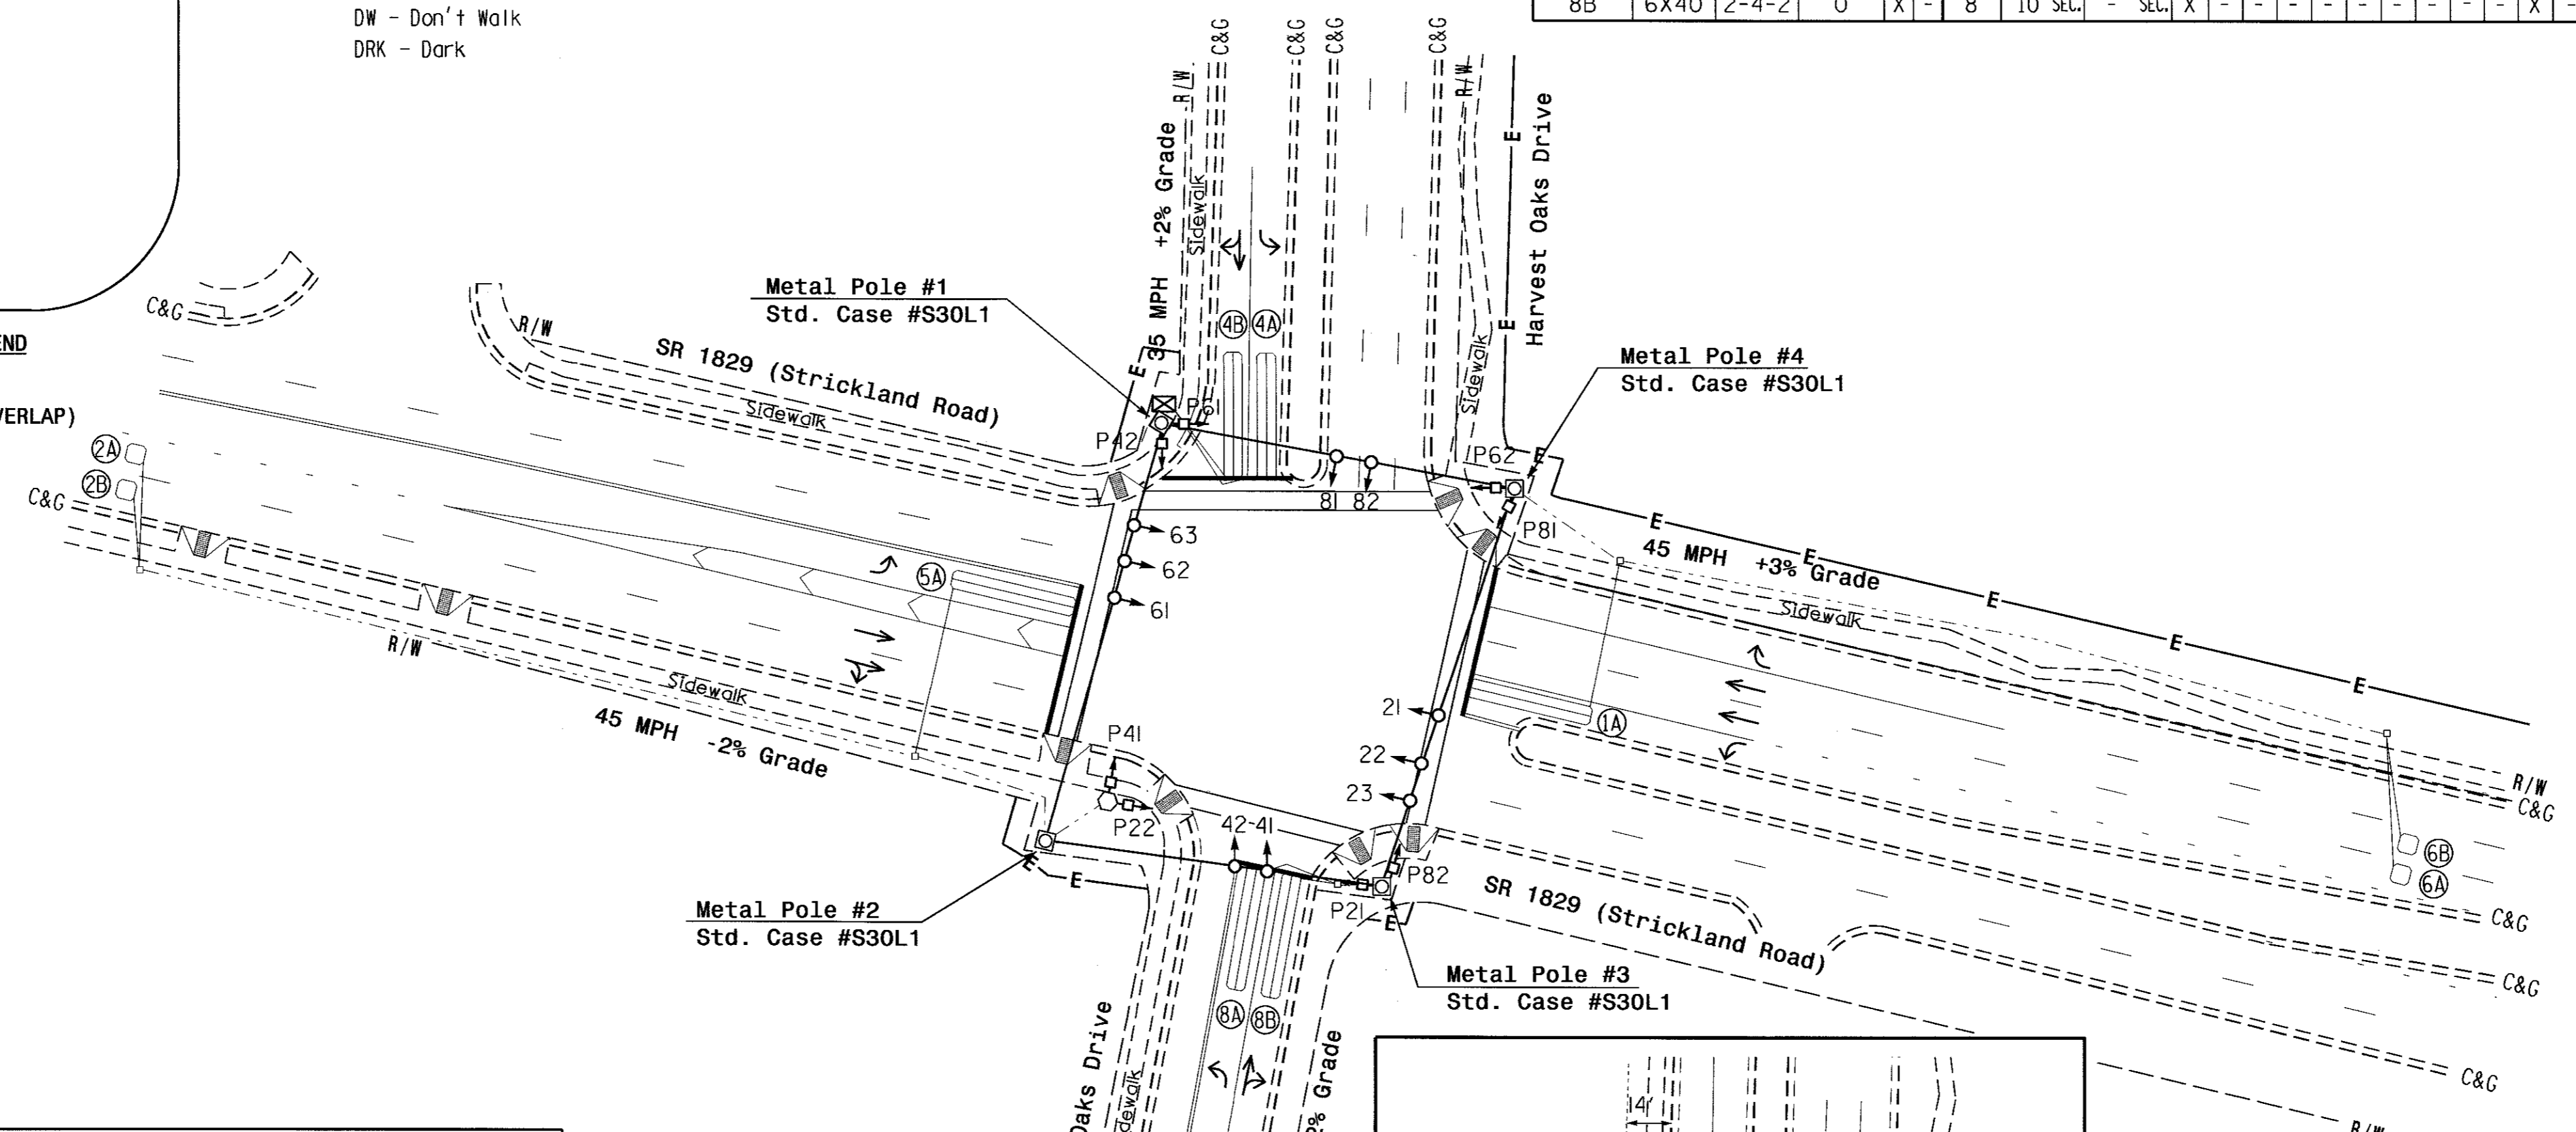 DW - Don't Walk
DRK - Dark
8B 6X40 2-4-2 0 X - 8 10 SEC. - SEC. X - - - - - - - - X -
C&G
C&G
C&G
C&G
R/W
R/W
35 MPH +2% Grade
Sidewalk
Harvest Oaks Drive
E
E
Sidewalk
Metal Pole #1
Std. Case #S30L1
4B
4A
Metal Pole #4
Std. Case #S30L1
C&G
R/W
SR 1829 (Strickland Road)
Sidewalk
E
P61
P42
P62
E
P81
81
82
2A
2B
C&G
63
62
61
5A
E
45 MPH +3% Grade
E
E
E
E
Sidewalk
R/W
Sidewalk
45 MPH -2% Grade
21
22
23
1A
R/W
C&G
6B
6A
P41
P22
42
41
P21
P82
E
E
E
Metal Pole #2
Std. Case #S30L1
SR 1829 (Strickland Road)
C&G
C&G
C&G
R/W
Metal Pole #3
Std. Case #S30L1
8A
8B
Oaks Drive
% Grade
4'